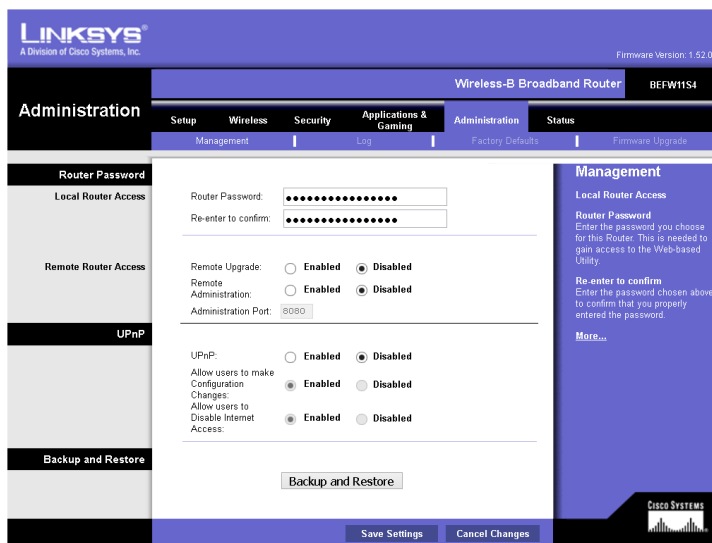 LINKSYS®
A Division of Cisco Systems, Inc.
Firmware Version: 1.52.0
Wireless-B Broadband Router
BEFW11S4
Administration
Setup
Wireless
Security
Applications & Gaming
Administration
Status
Management
Log
Factory Defaults
Firmware Upgrade
Router Password
Local Router Access
Router Password:
Re-enter to confirm:
Remote Router Access
Remote Upgrade:
Enabled
Disabled
Remote
Administration:
Enabled
Disabled
Administration Port:
8080
UPnP
UPnP:
Enabled
Disabled
Allow users to make
Configuration
Changes:
Enabled
Disabled
Allow users to
Disable Internet
Access:
Enabled
Disabled
Backup and Restore
Backup and Restore
Management
Local Router Access
Router Password
Enter the password you choose
for this Router. This is needed to
gain access to the Web-based
Utility.
Re-enter to confirm
Enter the password chosen above
to confirm that you properly
entered the password.
More...
Save Settings
Cancel Changes
CISCO SYSTEMS